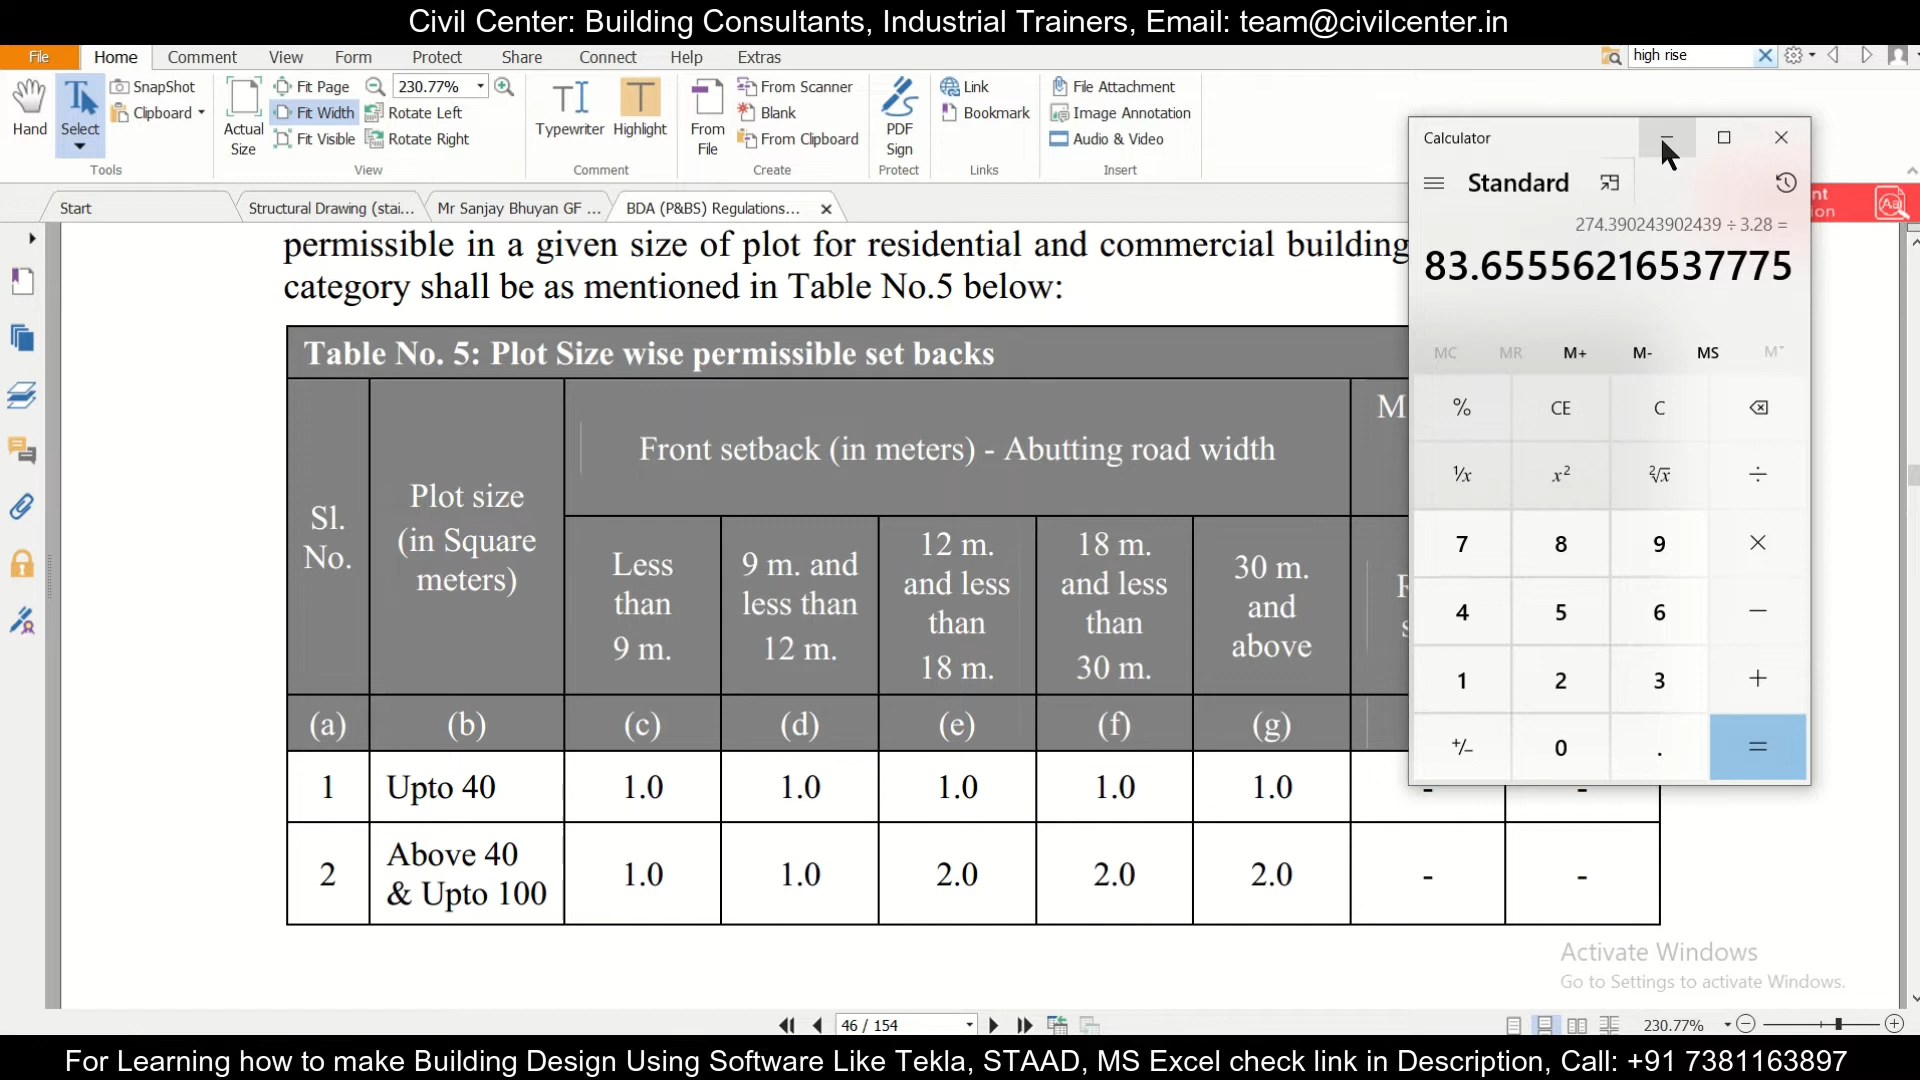 Civil Center: Building Consultants, Industrial Trainers, Email: team@civilcenter.in
File Home Comment View Form Protect Share Connect Help Extras high rise
Hand
Select
SnapShot
Clipboard
Tools
Actual
Size
Fit Page
Fit Width
Fit Visible
230.77%
Rotate Left
Rotate Right
View
Typewriter Highlight
Comment
From
File
From Scanner
Blank
From Clipboard
Create
PDF
Sign
Protect
Link
Bookmark
Links
File Attachment
Image Annotation
Audio & Video
Insert
Start Structural Drawing (stai... Mr Sanjay Bhuyan GF ... BDA (P&BS) Regulations...
permissible in a given size of plot for residential and commercial building
category shall be as mentioned in Table No.5 below:
Table No. 5: Plot Size wise permissible set backs
Sl.
No.
Plot size
(in Square
meters)
Front setback (in meters) - Abutting road width
M
Less
than
9 m.
9 m. and
less than
12 m.
12 m.
and less
than
18 m.
18 m.
and less
than
30 m.
30 m.
and
above
(a) (b) (c) (d) (e) (f) (g)
1 Upto 40 1.0 1.0 1.0 1.0 1.0 - -
2 Above 40
& Upto 100 1.0 1.0 2.0 2.0 2.0 - -
Calculator
Standard
274.390243902439 ÷ 3.28 =
83.65556216537775
MC MR M+ M- MS M˅
% CE C
¹/x x² ²√x ÷
7 8 9 ×
4 5 6 −
1 2 3 +
+/− 0 . =
Activate Windows
Go to Settings to activate Windows.
46 / 154
230.77%
For Learning how to make Building Design Using Software Like Tekla, STAAD, MS Excel check link in Description, Call: +91 7381163897